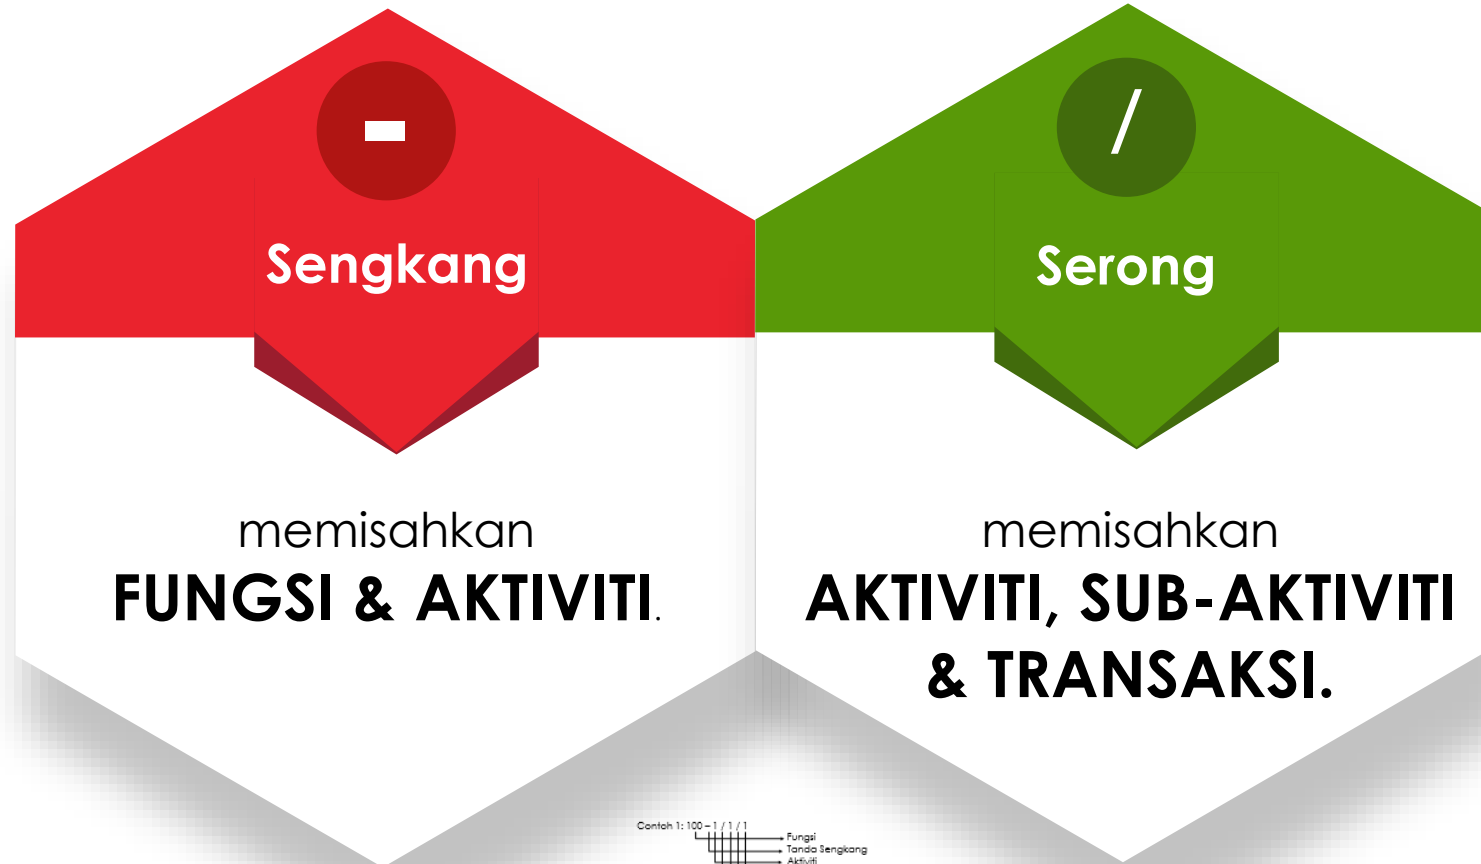 -
Sengkang
memisahkan
FUNGSI & AKTIVITI.
/
Serong
memisahkan
AKTIVITI, SUB-AKTIVITI
& TRANSAKSI.
Contoh 1: 100 – 1 / 1 / 1
Fungsi
Tanda Sengkang
Aktiviti